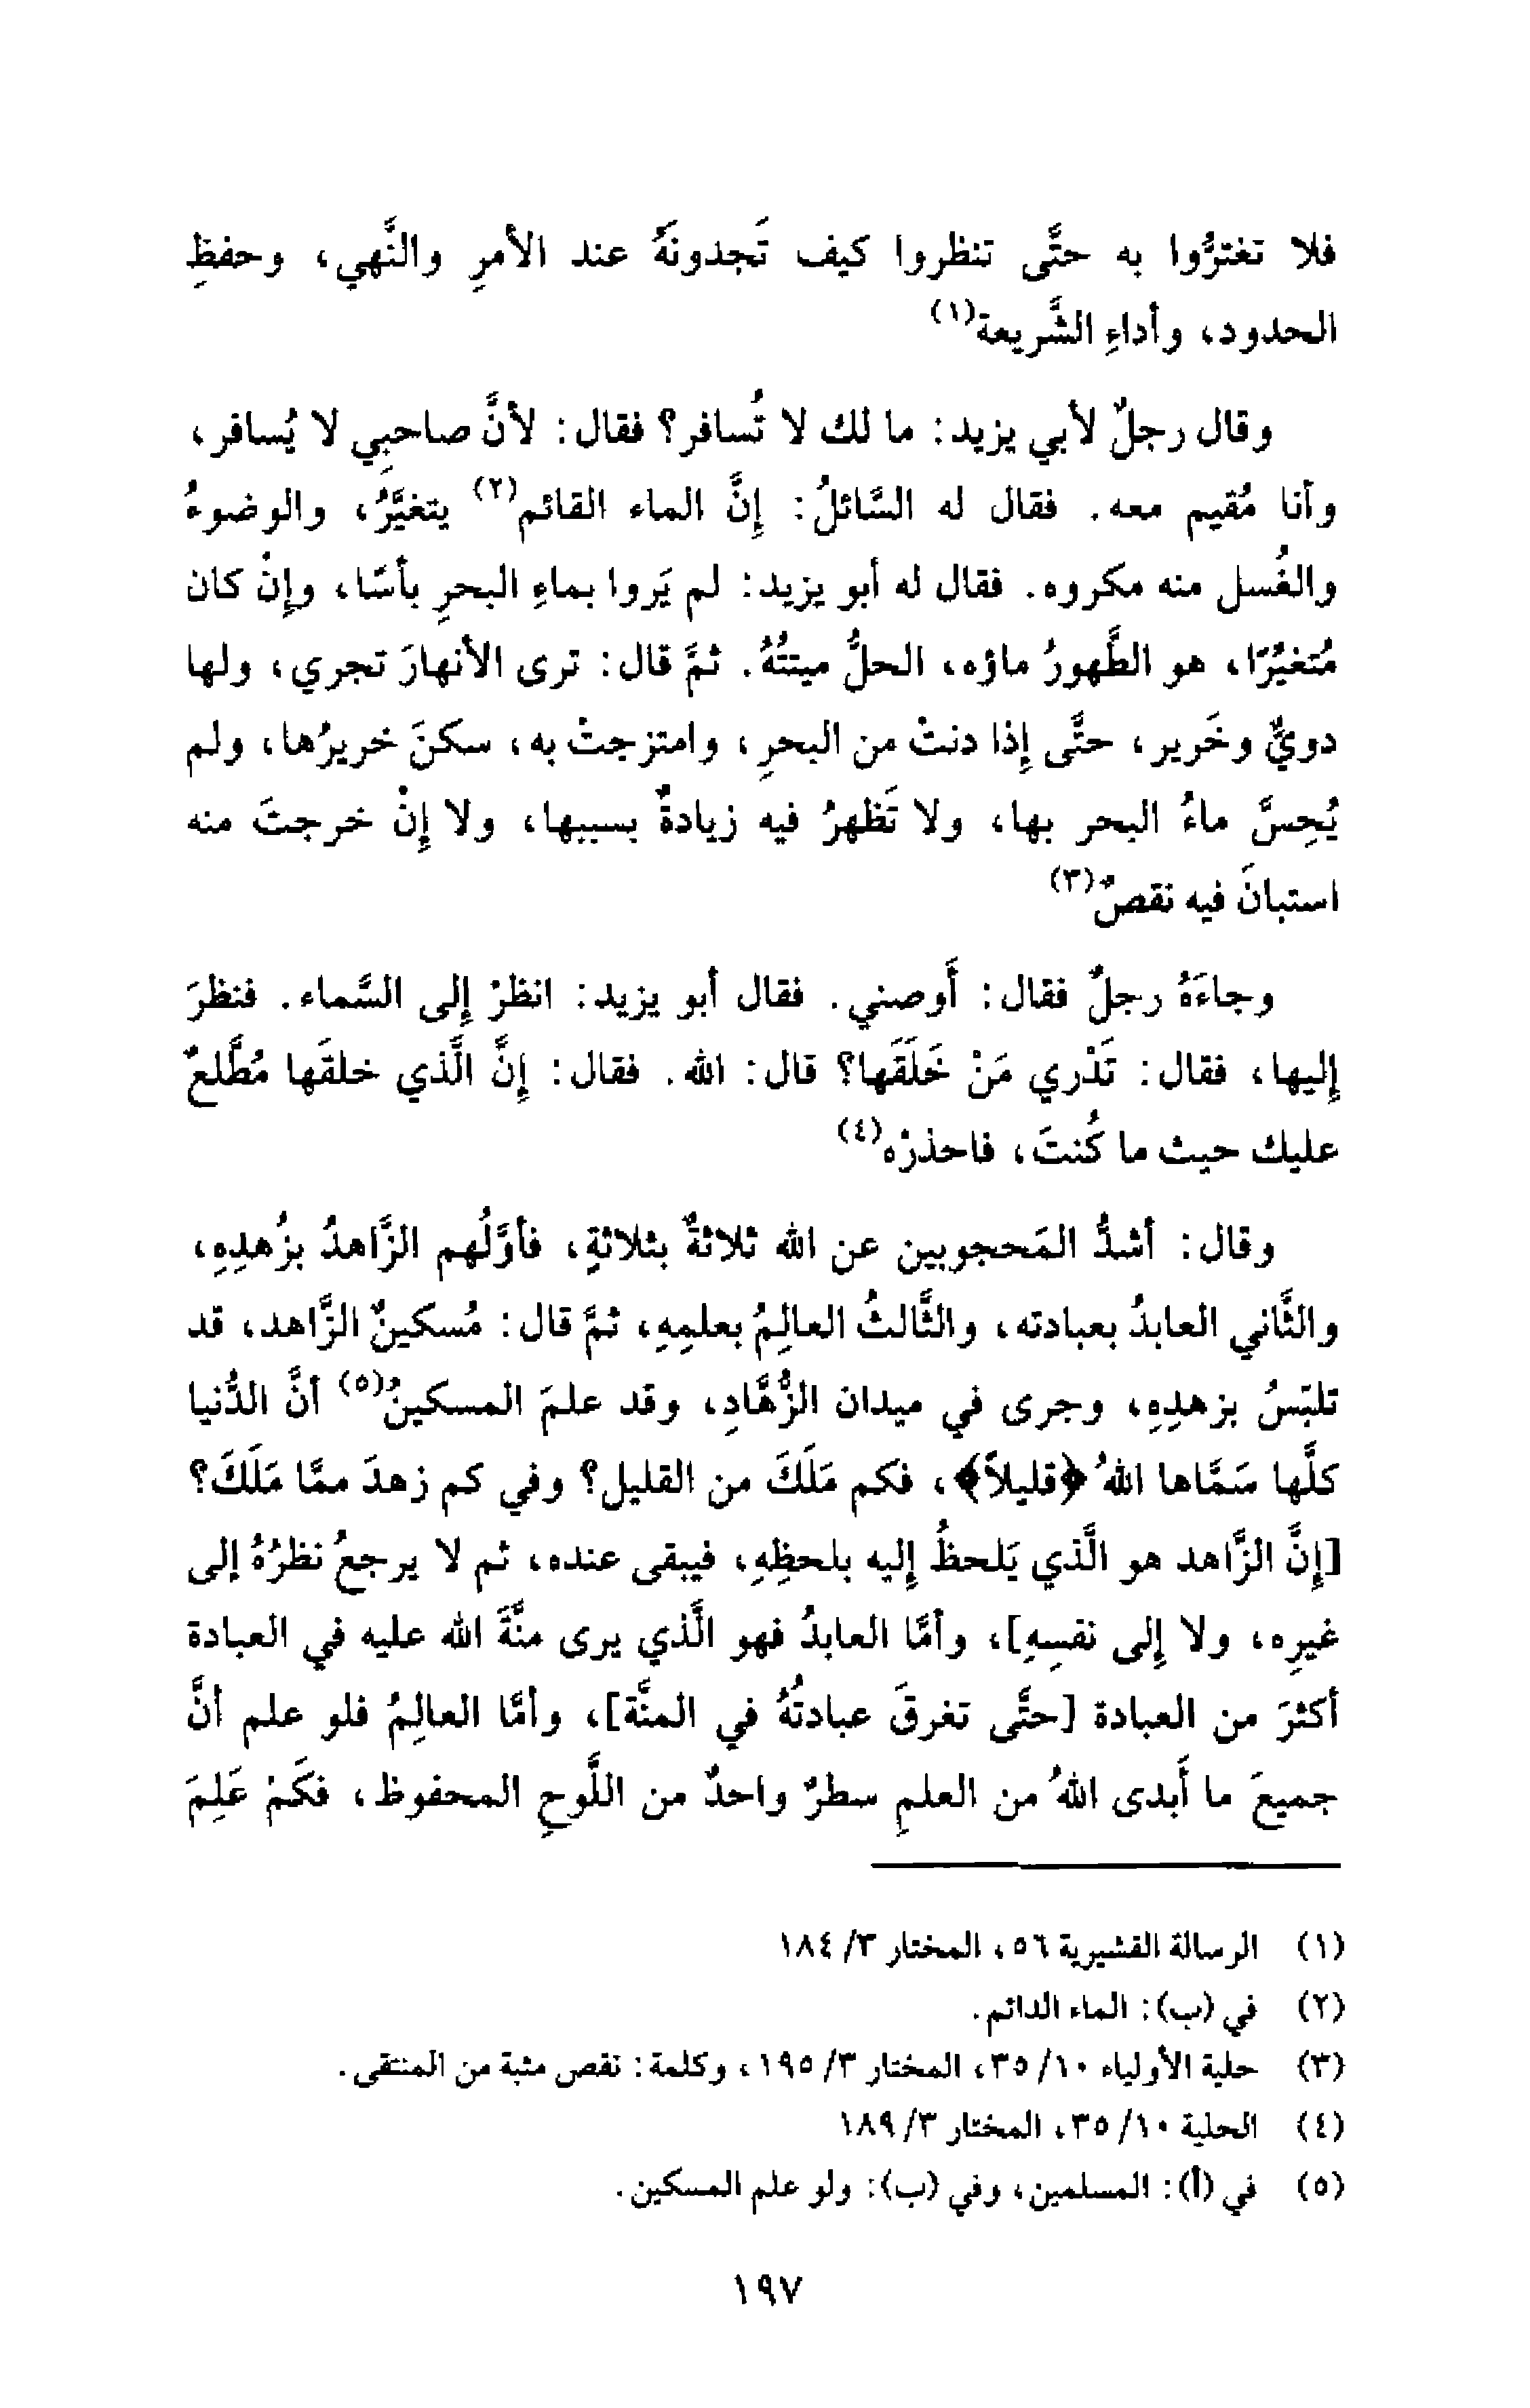 فلا تغترُّوا به حتَّى تنظروا كيف تَجدونَهُ عند الأمرِ والنَّهي، وحفظِ
الحدود، وأداءِ الشَّريعة(١)
وقال رجلٌ لأبي يزيد: ما لك لا تُسافر؟ فقال: لأنَّ صاحبِي لا يُسافر،
وأنا مُقيم معه. فقال له السَّائلُ: إنَّ الماء القائم(٢) يتغيَّرُ، والوضوءُ
والغُسل منه مكروه. فقال له أبو يزيد: لم يَروا بماءِ البحرِ بأسًا، وإنْ كان
مُتغيّرًا، هو الطَّهورُ ماؤه، الحلُّ ميتتُهُ. ثمَّ قال: ترى الأنهارَ تجري، ولها
دويٌّ وخَرير، حتَّى إذا دنتْ من البحرِ، وامتزجتْ به، سكنَ خريرُها، ولم
يُحِسَّ ماءُ البحر بها، ولا تَظهرُ فيه زيادةٌ بسببها، ولا إنْ خرجتَ منه
استبانَ فيه نقصٌ(٣)
وجاءَهُ رجلٌ فقال: أَوصني. فقال أبو يزيد: انظرْ إلى السَّماء. فنظرَ
إليها، فقال: تَدْري مَنْ خَلَقَها؟ قال: الله. فقال: إنَّ الَّذي خلقَها مُطَّلعٌ
عليك حيث ما كُنتَ، فاحذرْه(٤)
وقال: أشدُّ المَحجوبين عن الله ثلاثةٌ بثلاثةٍ، فأوَّلُهم الزَّاهدُ بزُهدِهِ،
والثَّاني العابدُ بعبادته، والثَّالثُ العالِمُ بعلمِهِ، ثمَّ قال: مُسكينٌ الزَّاهد، قد
تلبّسُ بزهدِهِ، وجرى في ميدان الزُّهَّادِ، وقد علمَ المسكينُ(٥) أنَّ الدُّنيا
كلَّها سَمَّاها اللهُ ﴿قليلاً﴾، فكم مَلَكَ من القليل؟ وفي كم زهدَ ممَّا مَلَكَ؟
[إنَّ الزَّاهد هو الَّذي يَلحظُ إليه بلحظِهِ، فيبقى عنده، ثم لا يرجعُ نظرُهُ إلى
غيرِه، ولا إلى نفسِهِ]، وأمَّا العابدُ فهو الَّذي يرى منَّةَ الله عليه في العبادة
أكثرَ من العبادة [حتَّى تغرقَ عبادتُهُ في المنَّة]، وأمَّا العالِمُ فلو علم أنَّ
جميعَ ما أَبدى اللهُ من العلمِ سطرٌ واحدٌ من اللَّوحِ المحفوظ، فكَمْ عَلِمَ
(١) الرسالة القشيرية ٥٦، المختار ٣/ ١٨٤
(٢) في (ب): الماء الدائم.
(٣) حلية الأولياء ١٠/ ٣٥، المختار ٣/ ١٩٥، وكلمة: نقص مثبة من المنتقى.
(٤) الحلية ١٠/ ٣٥، المختار ٣/ ١٨٩
(٥) في (أ): المسلمين، وفي (ب): ولو علم المسكين.
١٩٧